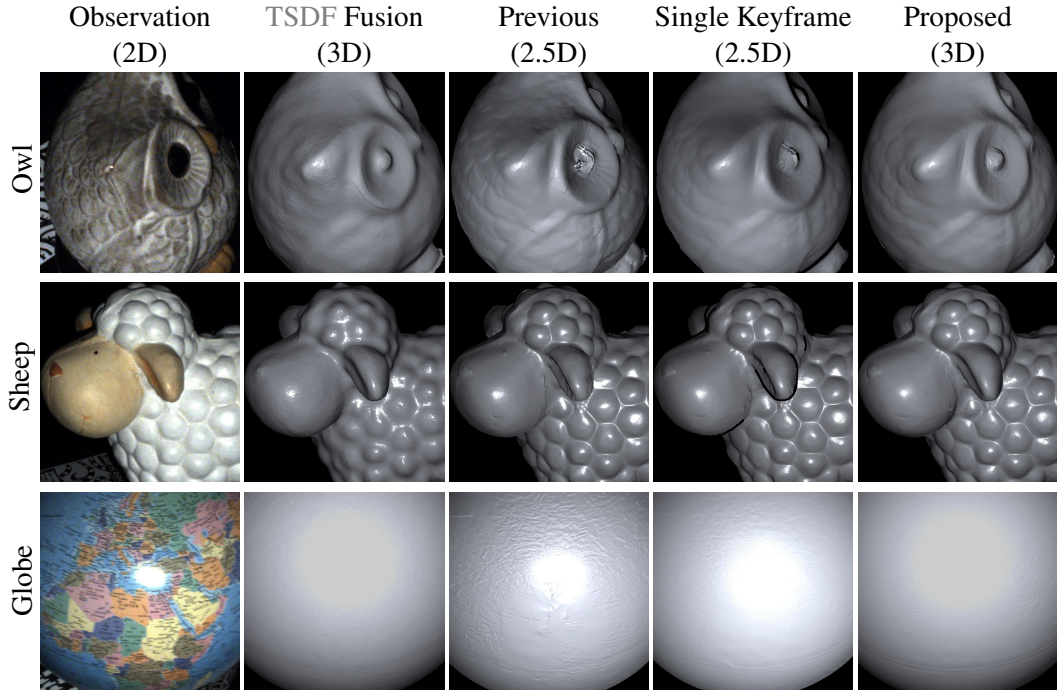 Observation TSDF Fusion Previous Single Keyframe Proposed
(2D) (3D) (2.5D) (2.5D) (3D)
Owl
Sheep
Globe